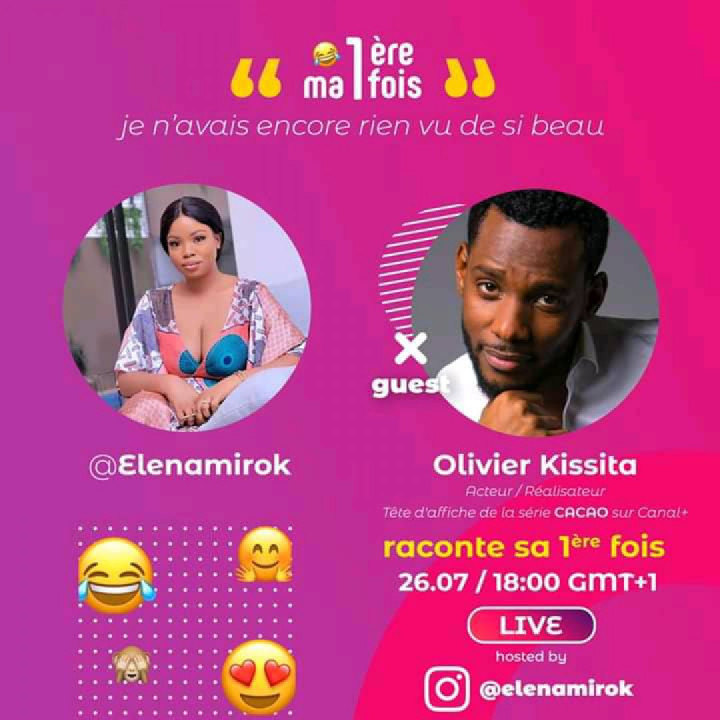 “ ma 1ère fois ”
je n'avais encore rien vu de si beau
X
guest
@Elenamirok
Olivier Kissita
Acteur / Réalisateur
Tête d'affiche de la série CACAO sur Canal+
raconte sa 1ère fois
26.07 / 18:00 GMT+1
LIVE
hosted by
@elenamirok